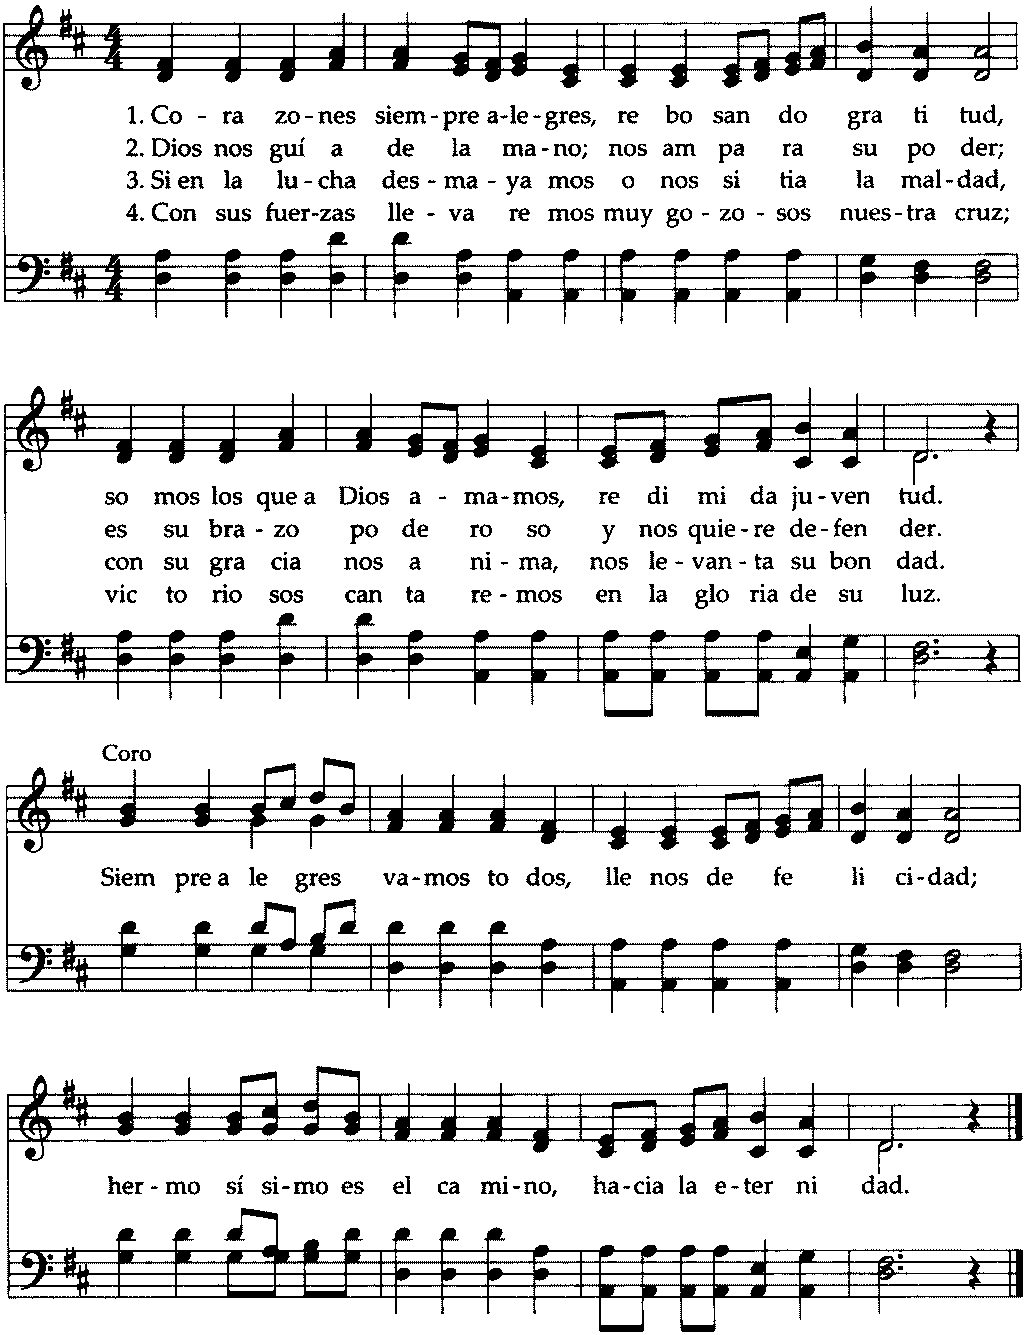 1. Co - ra zo-nes siem-pre a-le-gres, re bo san do gra ti tud,
2. Dios nos guí a de la ma-no; nos am pa ra su po der;
3. Si en la lu-cha des-ma-ya mos o nos si tia la mal-dad,
4. Con sus fuer-zas lle-va re mos muy go-zo-sos nues-tra cruz;
so mos los que a Dios a-ma-mos, re di mi da ju-ven tud.
es su bra-zo po de ro so y nos quie-re de-fen der.
con su gra cia nos a ni-ma, nos le-van-ta su bon dad.
vic to rio sos can ta re-mos en la glo ria de su luz.
Coro
Siem pre a le gres va-mos to dos, lle nos de fe li ci-dad;
her-mo sí si-mo es el ca mi-no, ha-cia la e-ter ni dad.